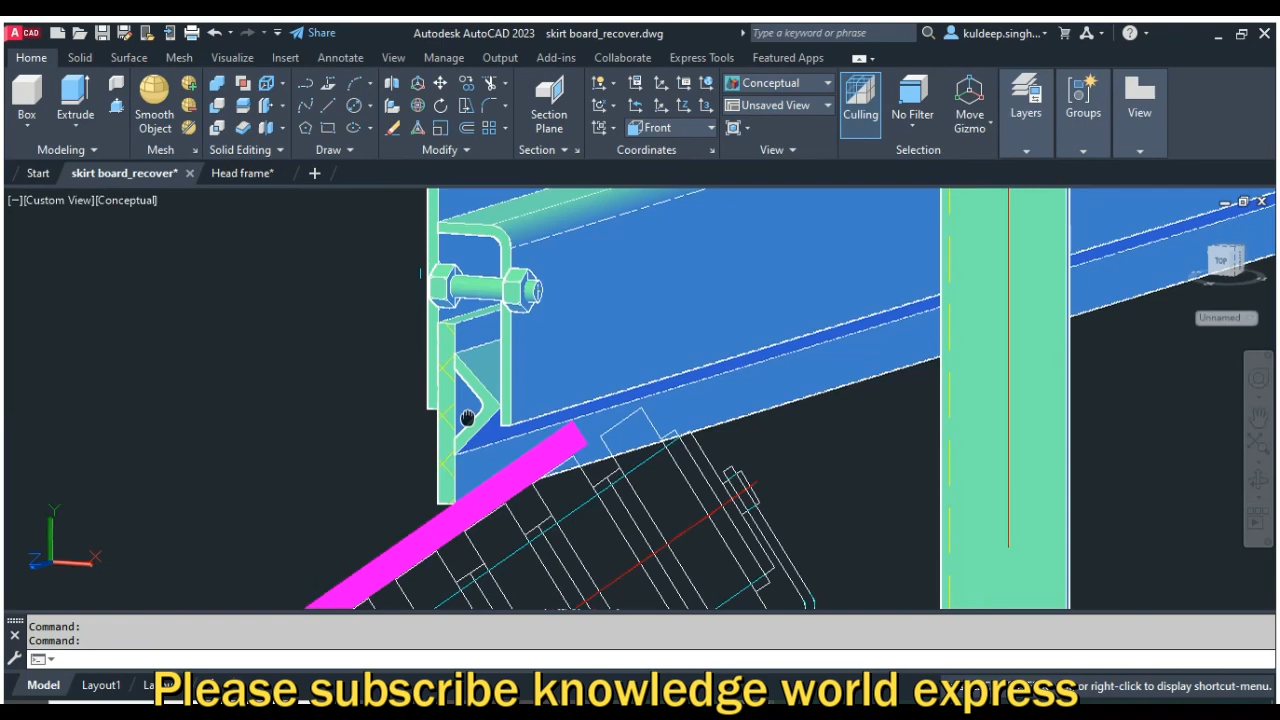 A CAD Share Autodesk AutoCAD 2023 skirt board_recover.dwg Type a keyword or phrase kuldeep.singh...
Home Solid Surface Mesh Visualize Insert Annotate View Manage Output Add-ins Collaborate Express Tools Featured Apps
Conceptual
Unsaved View
Front
Box Extrude Smooth Object Section Plane Culling No Filter Move Gizmo Layers Groups View
Modeling Mesh Solid Editing Draw Modify Section Coordinates View Selection
Start skirt board_recover* Head frame*
[−][Custom View][Conceptual]
TOP
Unnamed
Y
Z X
Command:
Command:
Model Layout1 or right-click to display shortcut-menu.
Please subscribe knowledge world express